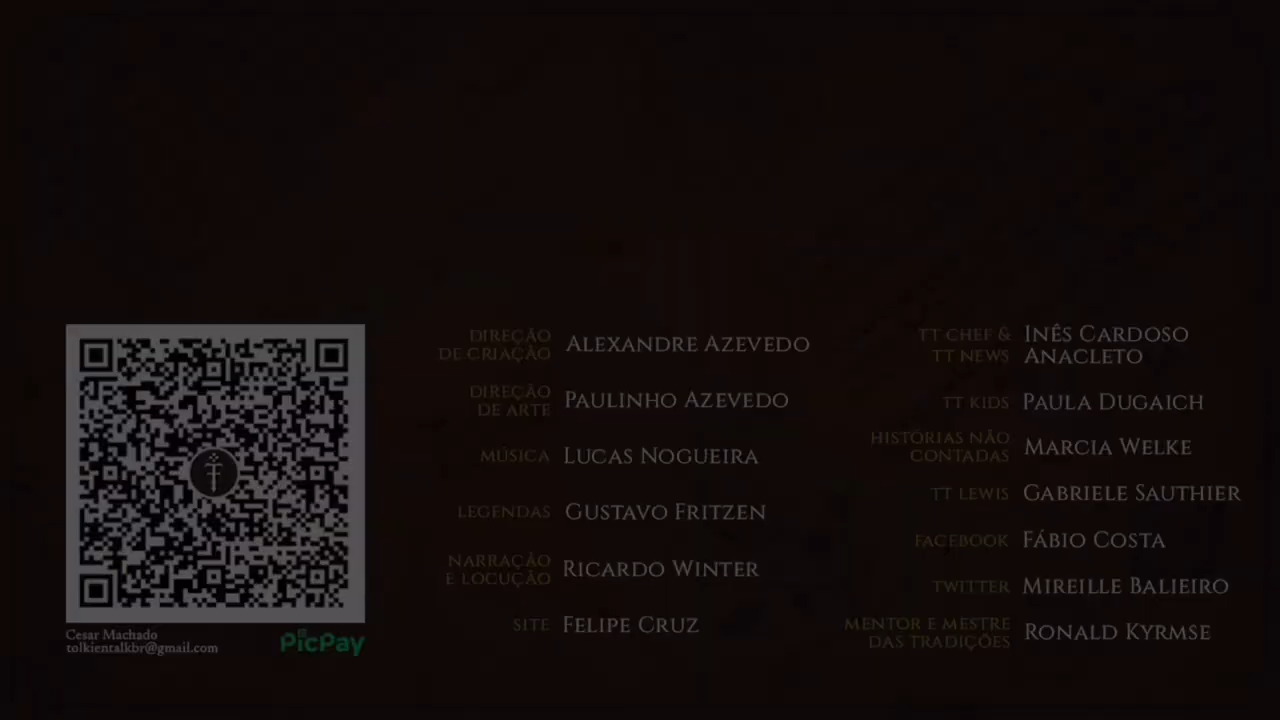 DIREÇÃO
DE CRIAÇÃO
ALEXANDRE AZEVEDO
DIREÇÃO
DE ARTE
PAULINHO AZEVEDO
MÚSICA
LUCAS NOGUEIRA
LEGENDAS
GUSTAVO FRITZEN
NARRAÇÃO
E LOCUÇÃO
RICARDO WINTER
SITE
FELIPE CRUZ
TT CHEF &
TT NEWS
INÊS CARDOSO
ANACLETO
TT KIDS
PAULA DUGAICH
HISTÓRIAS NÃO
CONTADAS
MARCIA WELKE
TT LEWIS
GABRIELE SAUTHIER
FACEBOOK
FÁBIO COSTA
TWITTER
MIREILLE BALIEIRO
MENTOR E MESTRE
DAS TRADIÇÕES
RONALD KYRMSE
Cesar Machado
tolkientalkbr@gmail.com
PicPay